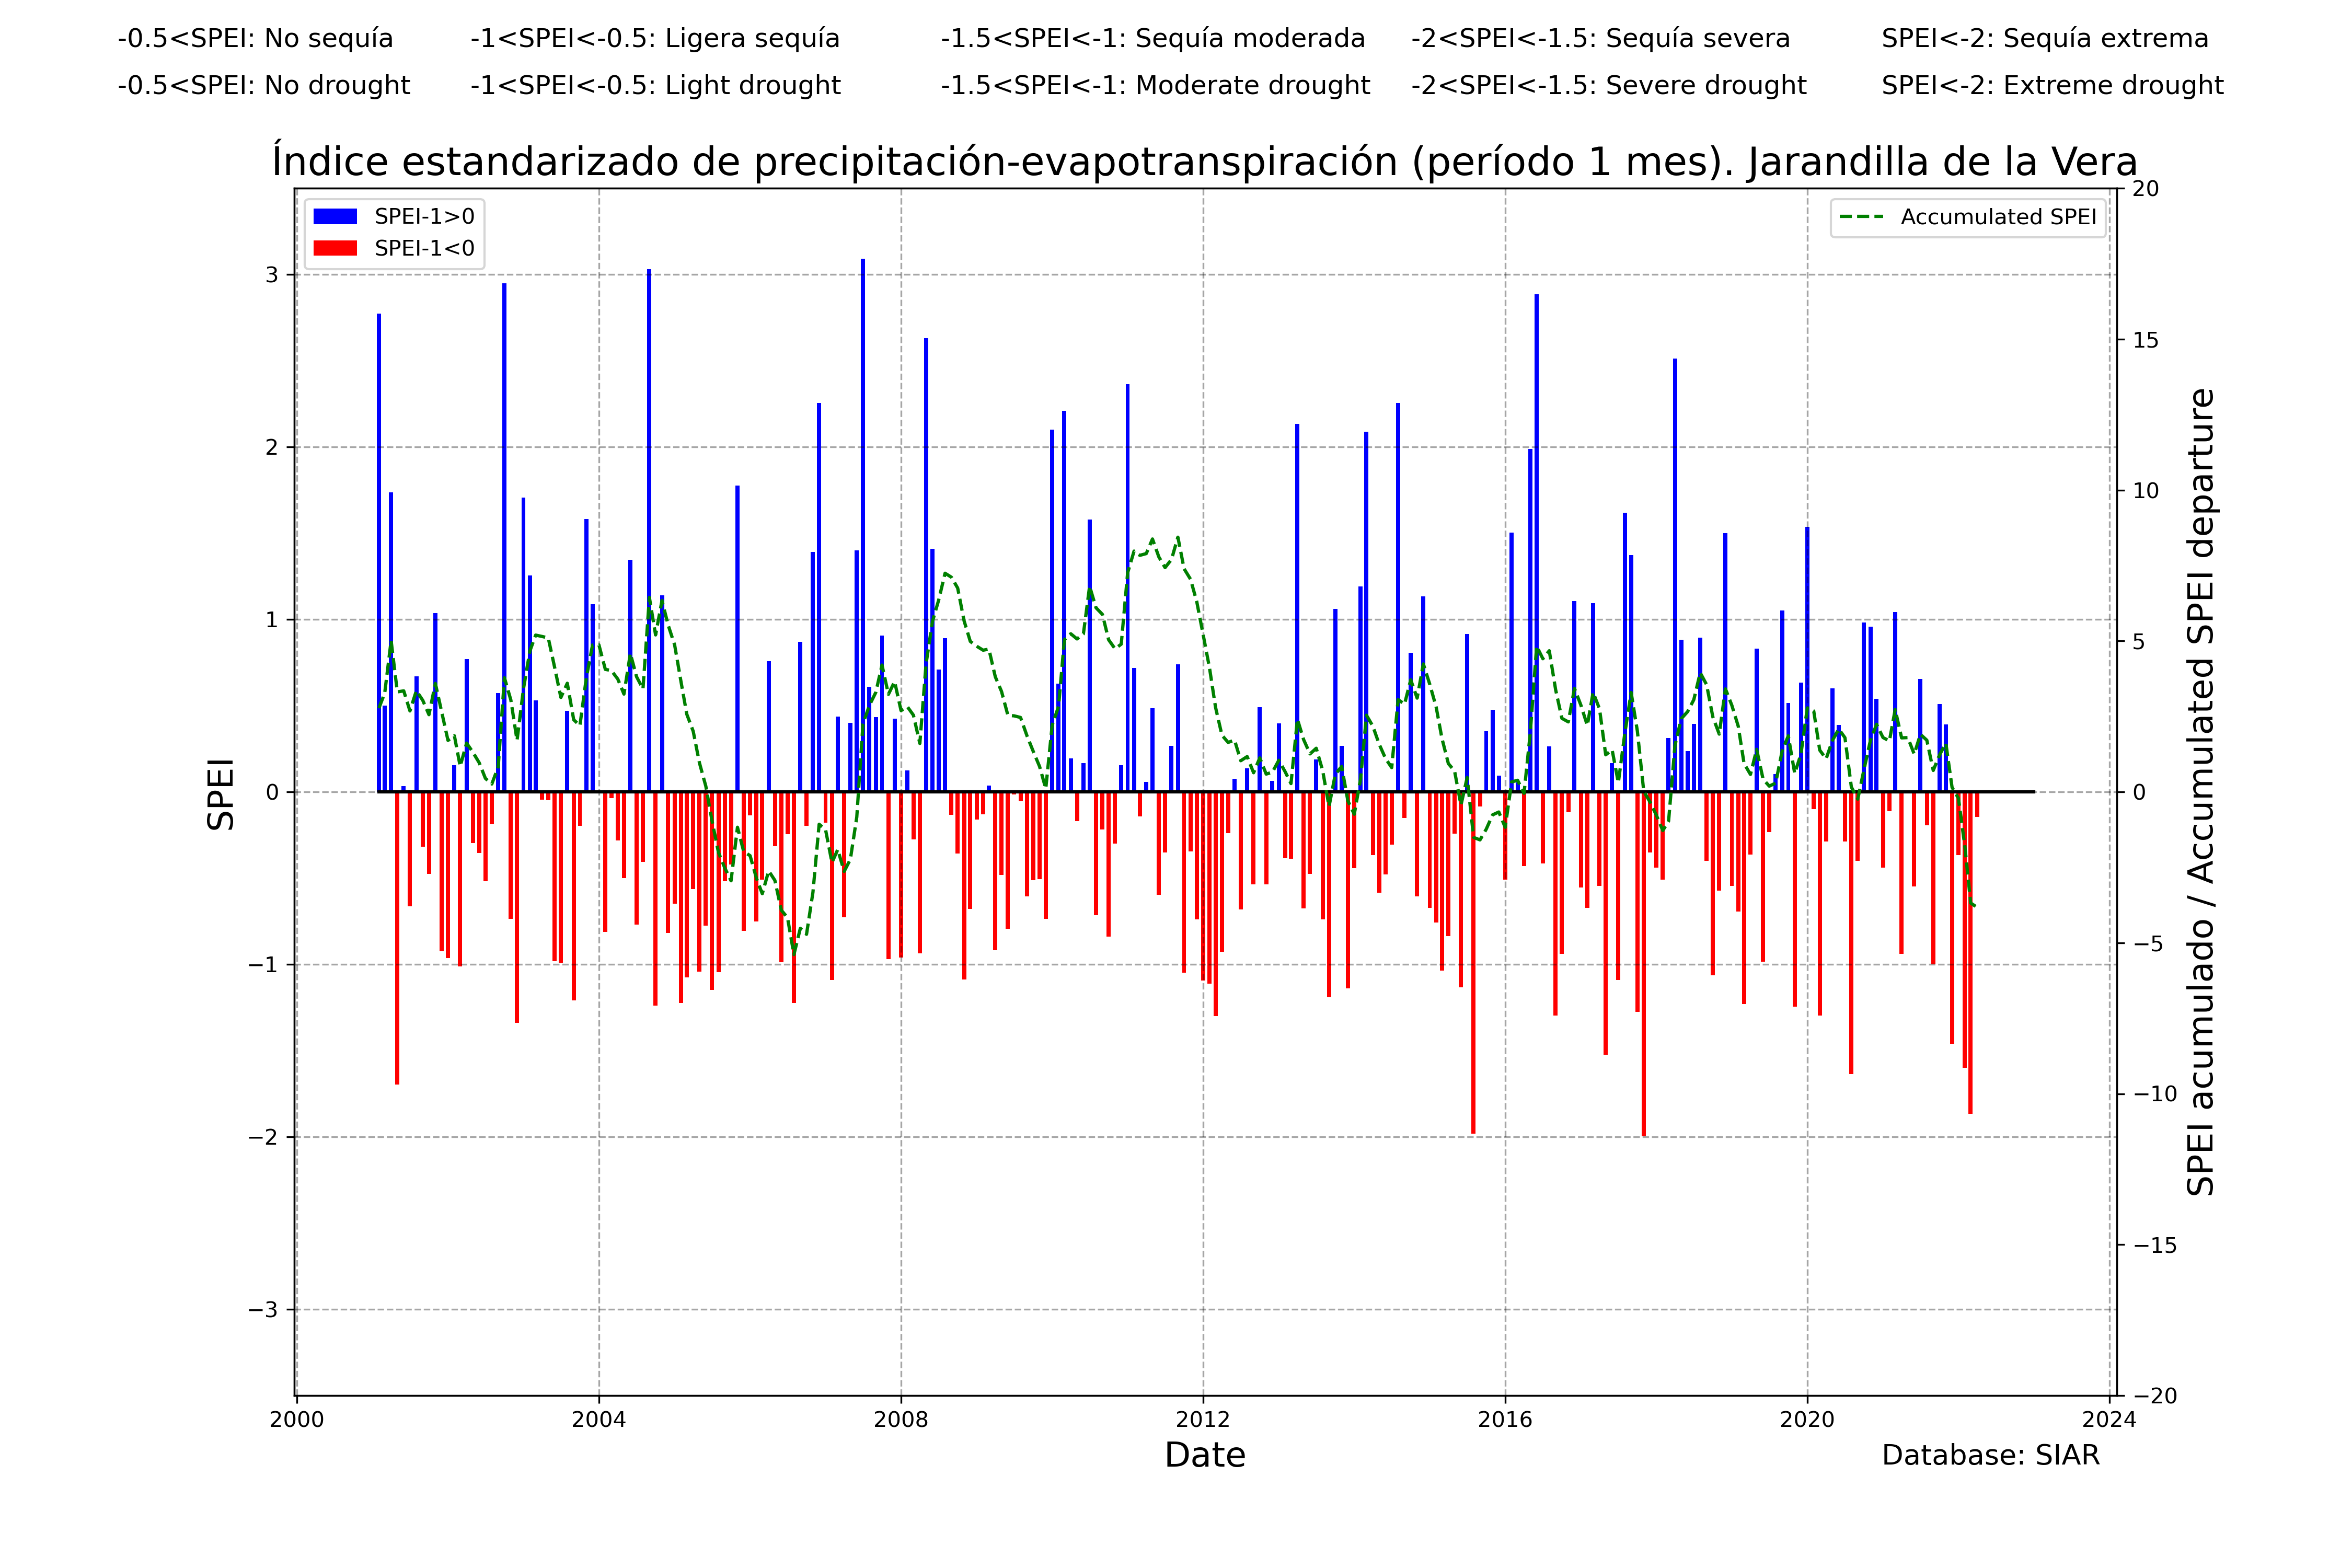 -0.5<SPEI: No sequía -1<SPEI<-0.5: Ligera sequía -1.5<SPEI<-1: Sequía moderada -2<SPEI<-1.5: Sequía severa SPEI<-2: Sequía extrema
-0.5<SPEI: No drought -1<SPEI<-0.5: Light drought -1.5<SPEI<-1: Moderate drought -2<SPEI<-1.5: Severe drought SPEI<-2: Extreme drought
Índice estandarizado de precipitación-evapotranspiración (período 1 mes). Jarandilla de la Vera
SPEI-1>0
SPEI-1<0
Accumulated SPEI
SPEI
3
2
1
0
−1
−2
−3
20
15
10
5
0
−5
−10
−15
−20
SPEI acumulado / Accumulated SPEI departure
2000 2004 2008 2012 2016 2020 2024
Date
Database: SIAR